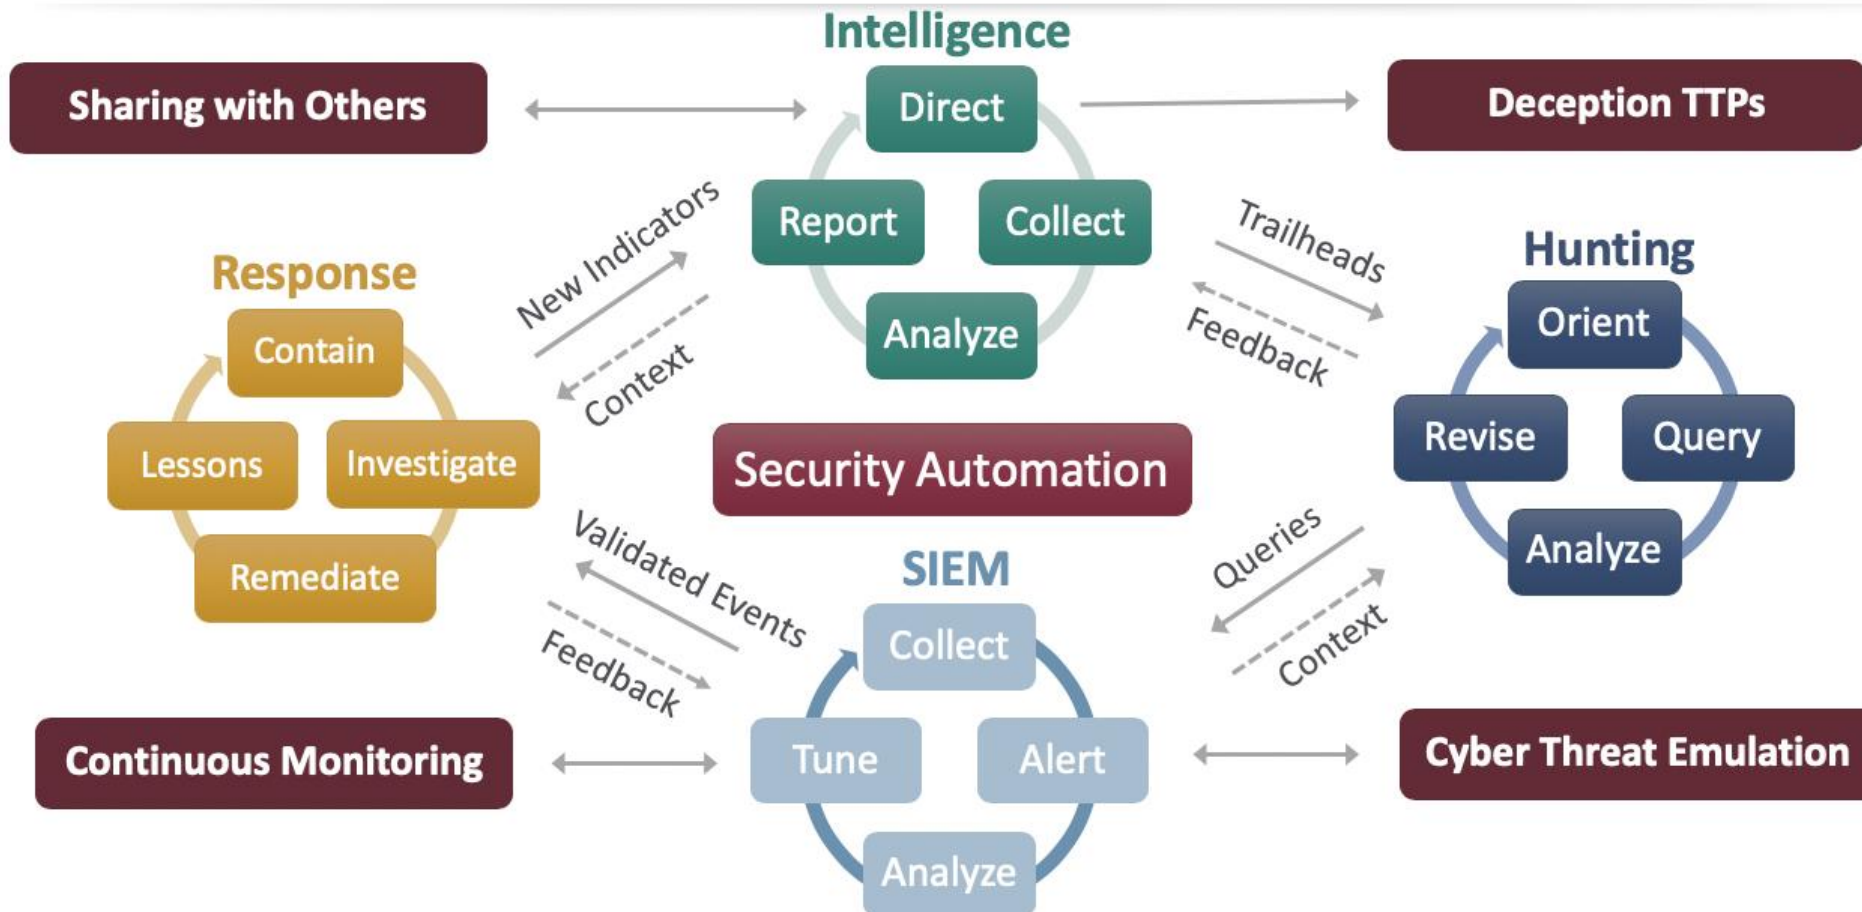 Intelligence
Sharing with Others
Direct
Deception TTPs
Report
Collect
Analyze
New Indicators
Context
Trailheads
Feedback
Response
Contain
Lessons
Investigate
Remediate
Hunting
Orient
Revise
Query
Analyze
Security Automation
Validated Events
Feedback
Queries
Context
SIEM
Collect
Tune
Alert
Analyze
Continuous Monitoring
Cyber Threat Emulation